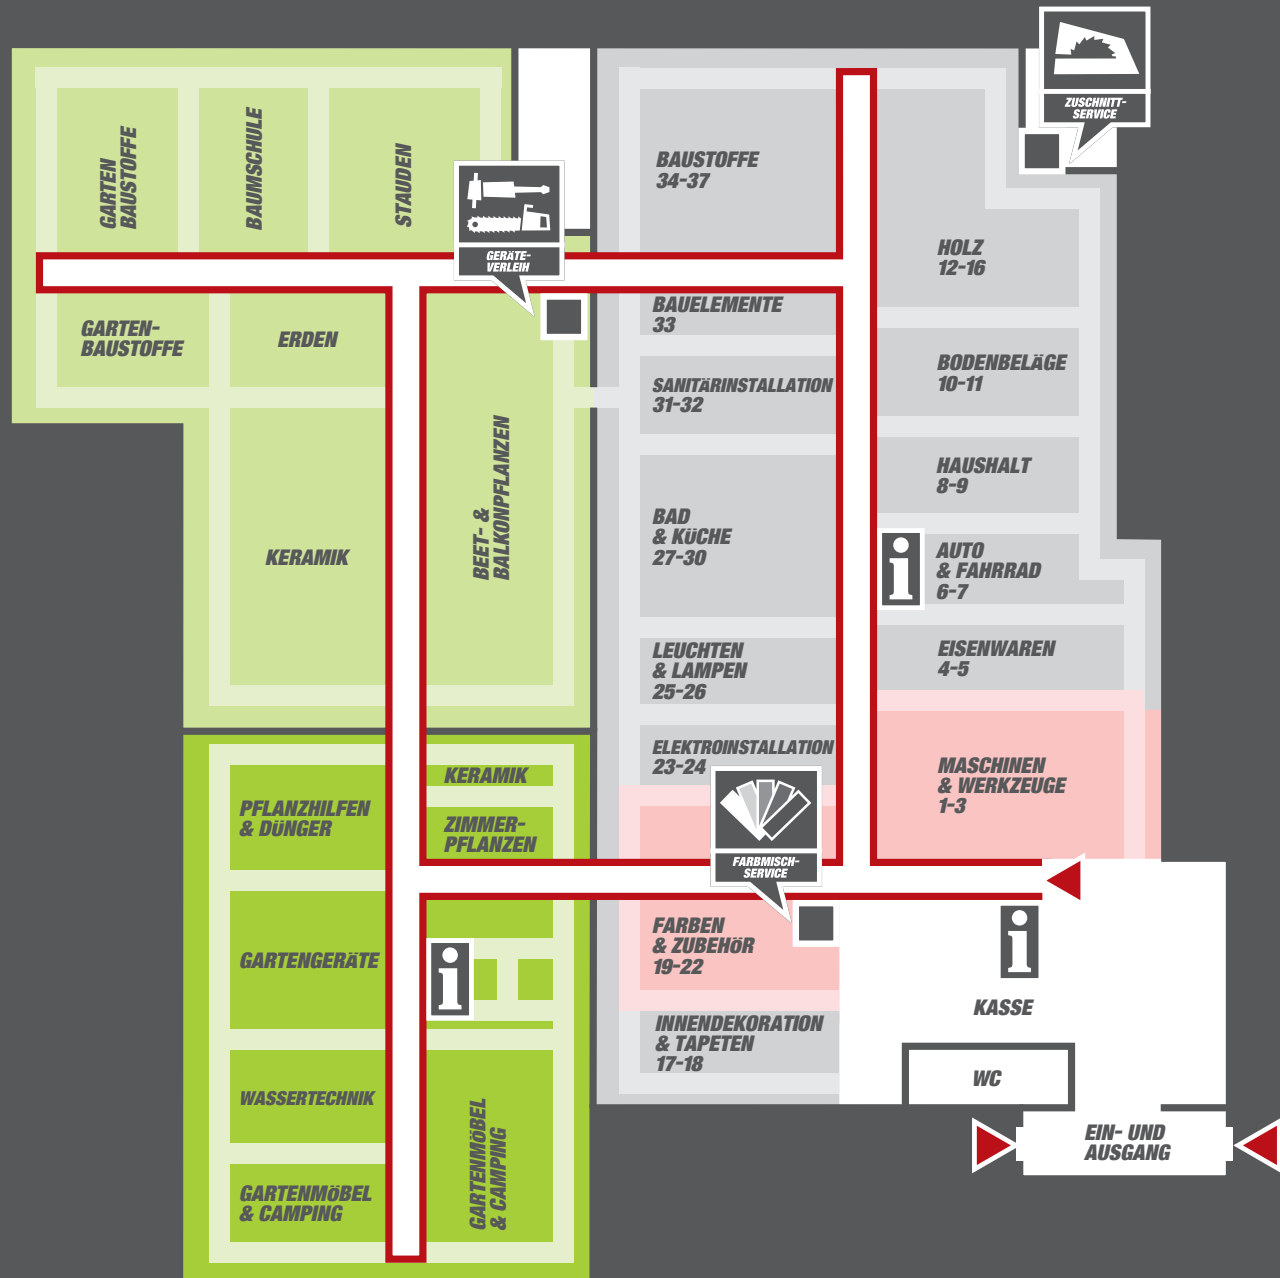 ZUSCHNITT-
SERVICE
GARTEN
BAUSTOFFE
BAUMSCHULE
STAUDEN
GERÄTE-
VERLEIH
BAUSTOFFE
34-37
HOLZ
12-16
GARTEN-
BAUSTOFFE
ERDEN
BAUELEMENTE
33
SANITÄRINSTALLATION
31-32
BODENBELÄGE
10-11
KERAMIK
BEET- &
BALKONPFLANZEN
BAD
& KÜCHE
27-30
HAUSHALT
8-9
i
AUTO
& FAHRRAD
6-7
LEUCHTEN
& LAMPEN
25-26
EISENWAREN
4-5
ELEKTROINSTALLATION
23-24
MASCHINEN
& WERKZEUGE
1-3
PFLANZHILFEN
& DÜNGER
KERAMIK
ZIMMER-
PFLANZEN
FARBMISCH-
SERVICE
GARTENGERÄTE
i
FARBEN
& ZUBEHÖR
19-22
i
KASSE
INNENDEKORATION
& TAPETEN
17-18
WC
WASSERTECHNIK
GARTENMÖBEL
& CAMPING
GARTENMÖBEL
& CAMPING
EIN- UND
AUSGANG